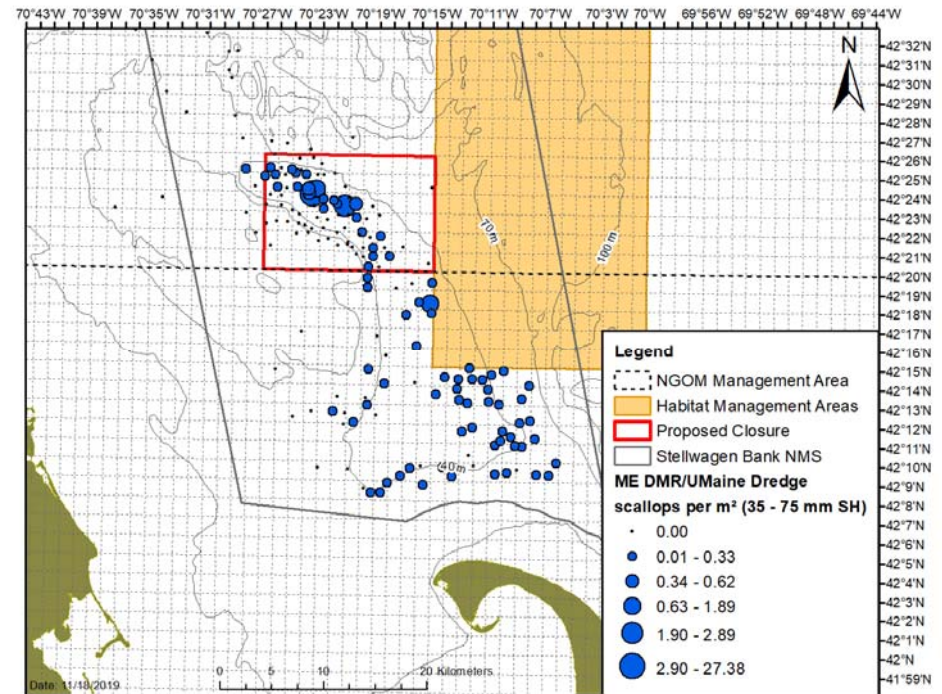 70°43'W 70°39'W 70°35'W 70°31'W 70°27'W 70°23'W 70°19'W 70°15'W 70°11'W 70°7'W 70°3'W 70°W 69°56'W 69°52'W 69°48'W 69°44'W
N
42°32'N
42°31'N
42°30'N
42°29'N
42°28'N
42°27'N
42°26'N
42°25'N
42°24'N
42°23'N
42°22'N
42°21'N
42°20'N
42°19'N
42°18'N
42°17'N
42°16'N
42°15'N
42°14'N
42°13'N
42°12'N
42°11'N
42°10'N
42°9'N
42°8'N
42°7'N
42°6'N
42°5'N
42°4'N
42°3'N
42°2'N
42°1'N
42°N
41°59'N
70 m
100 m
40 m
Legend
NGOM Management Area
Habitat Management Areas
Proposed Closure
Stellwagen Bank NMS
ME DMR/UMaine Dredge
scallops per m² (35 - 75 mm SH)
0.00
0.01 - 0.33
0.34 - 0.62
0.63 - 1.89
1.90 - 2.89
2.90 - 27.38
0 5 10 20 Kilometers
Date: 11/18/2019